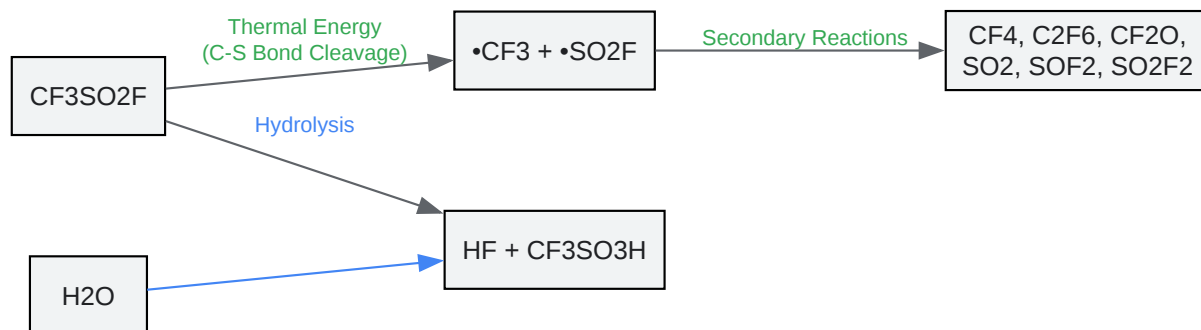 Thermal Energy
(C-S Bond Cleavage)
CF3SO2F
•CF3 + •SO2F
Secondary Reactions
CF4, C2F6, CF2O,
SO2, SOF2, SO2F2
Hydrolysis
HF + CF3SO3H
H2O